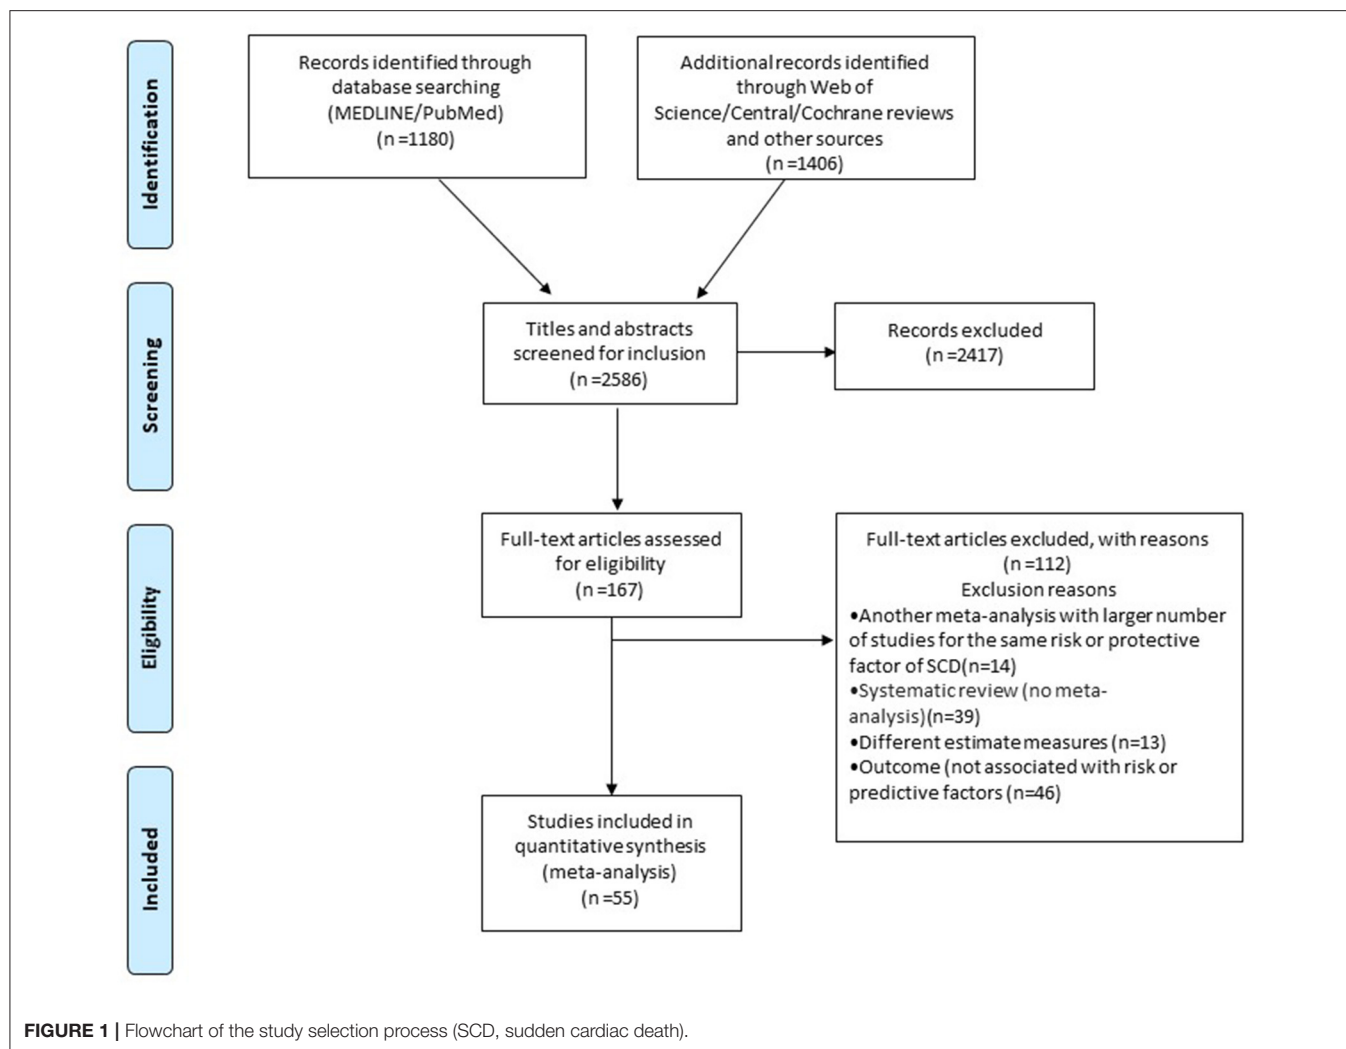 Identification
Records identified through
database searching
(MEDLINE/PubMed)
(n =1180)
Additional records identified
through Web of
Science/Central/Cochrane reviews
and other sources
(n =1406)
Screening
Titles and abstracts
screened for inclusion
(n =2586)
Records excluded
(n =2417)
Eligibility
Full-text articles assessed
for eligibility
(n =167)
Full-text articles excluded, with reasons
(n =112)
Exclusion reasons
•Another meta-analysis with larger number
of studies for the same risk or protective
factor of SCD(n=14)
•Systematic review (no meta-
analysis)(n=39)
•Different estimate measures (n=13)
•Outcome (not associated with risk or
predictive factors (n=46)
Included
Studies included in
quantitative synthesis
(meta-analysis)
(n =55)
FIGURE 1 | Flowchart of the study selection process (SCD, sudden cardiac death).